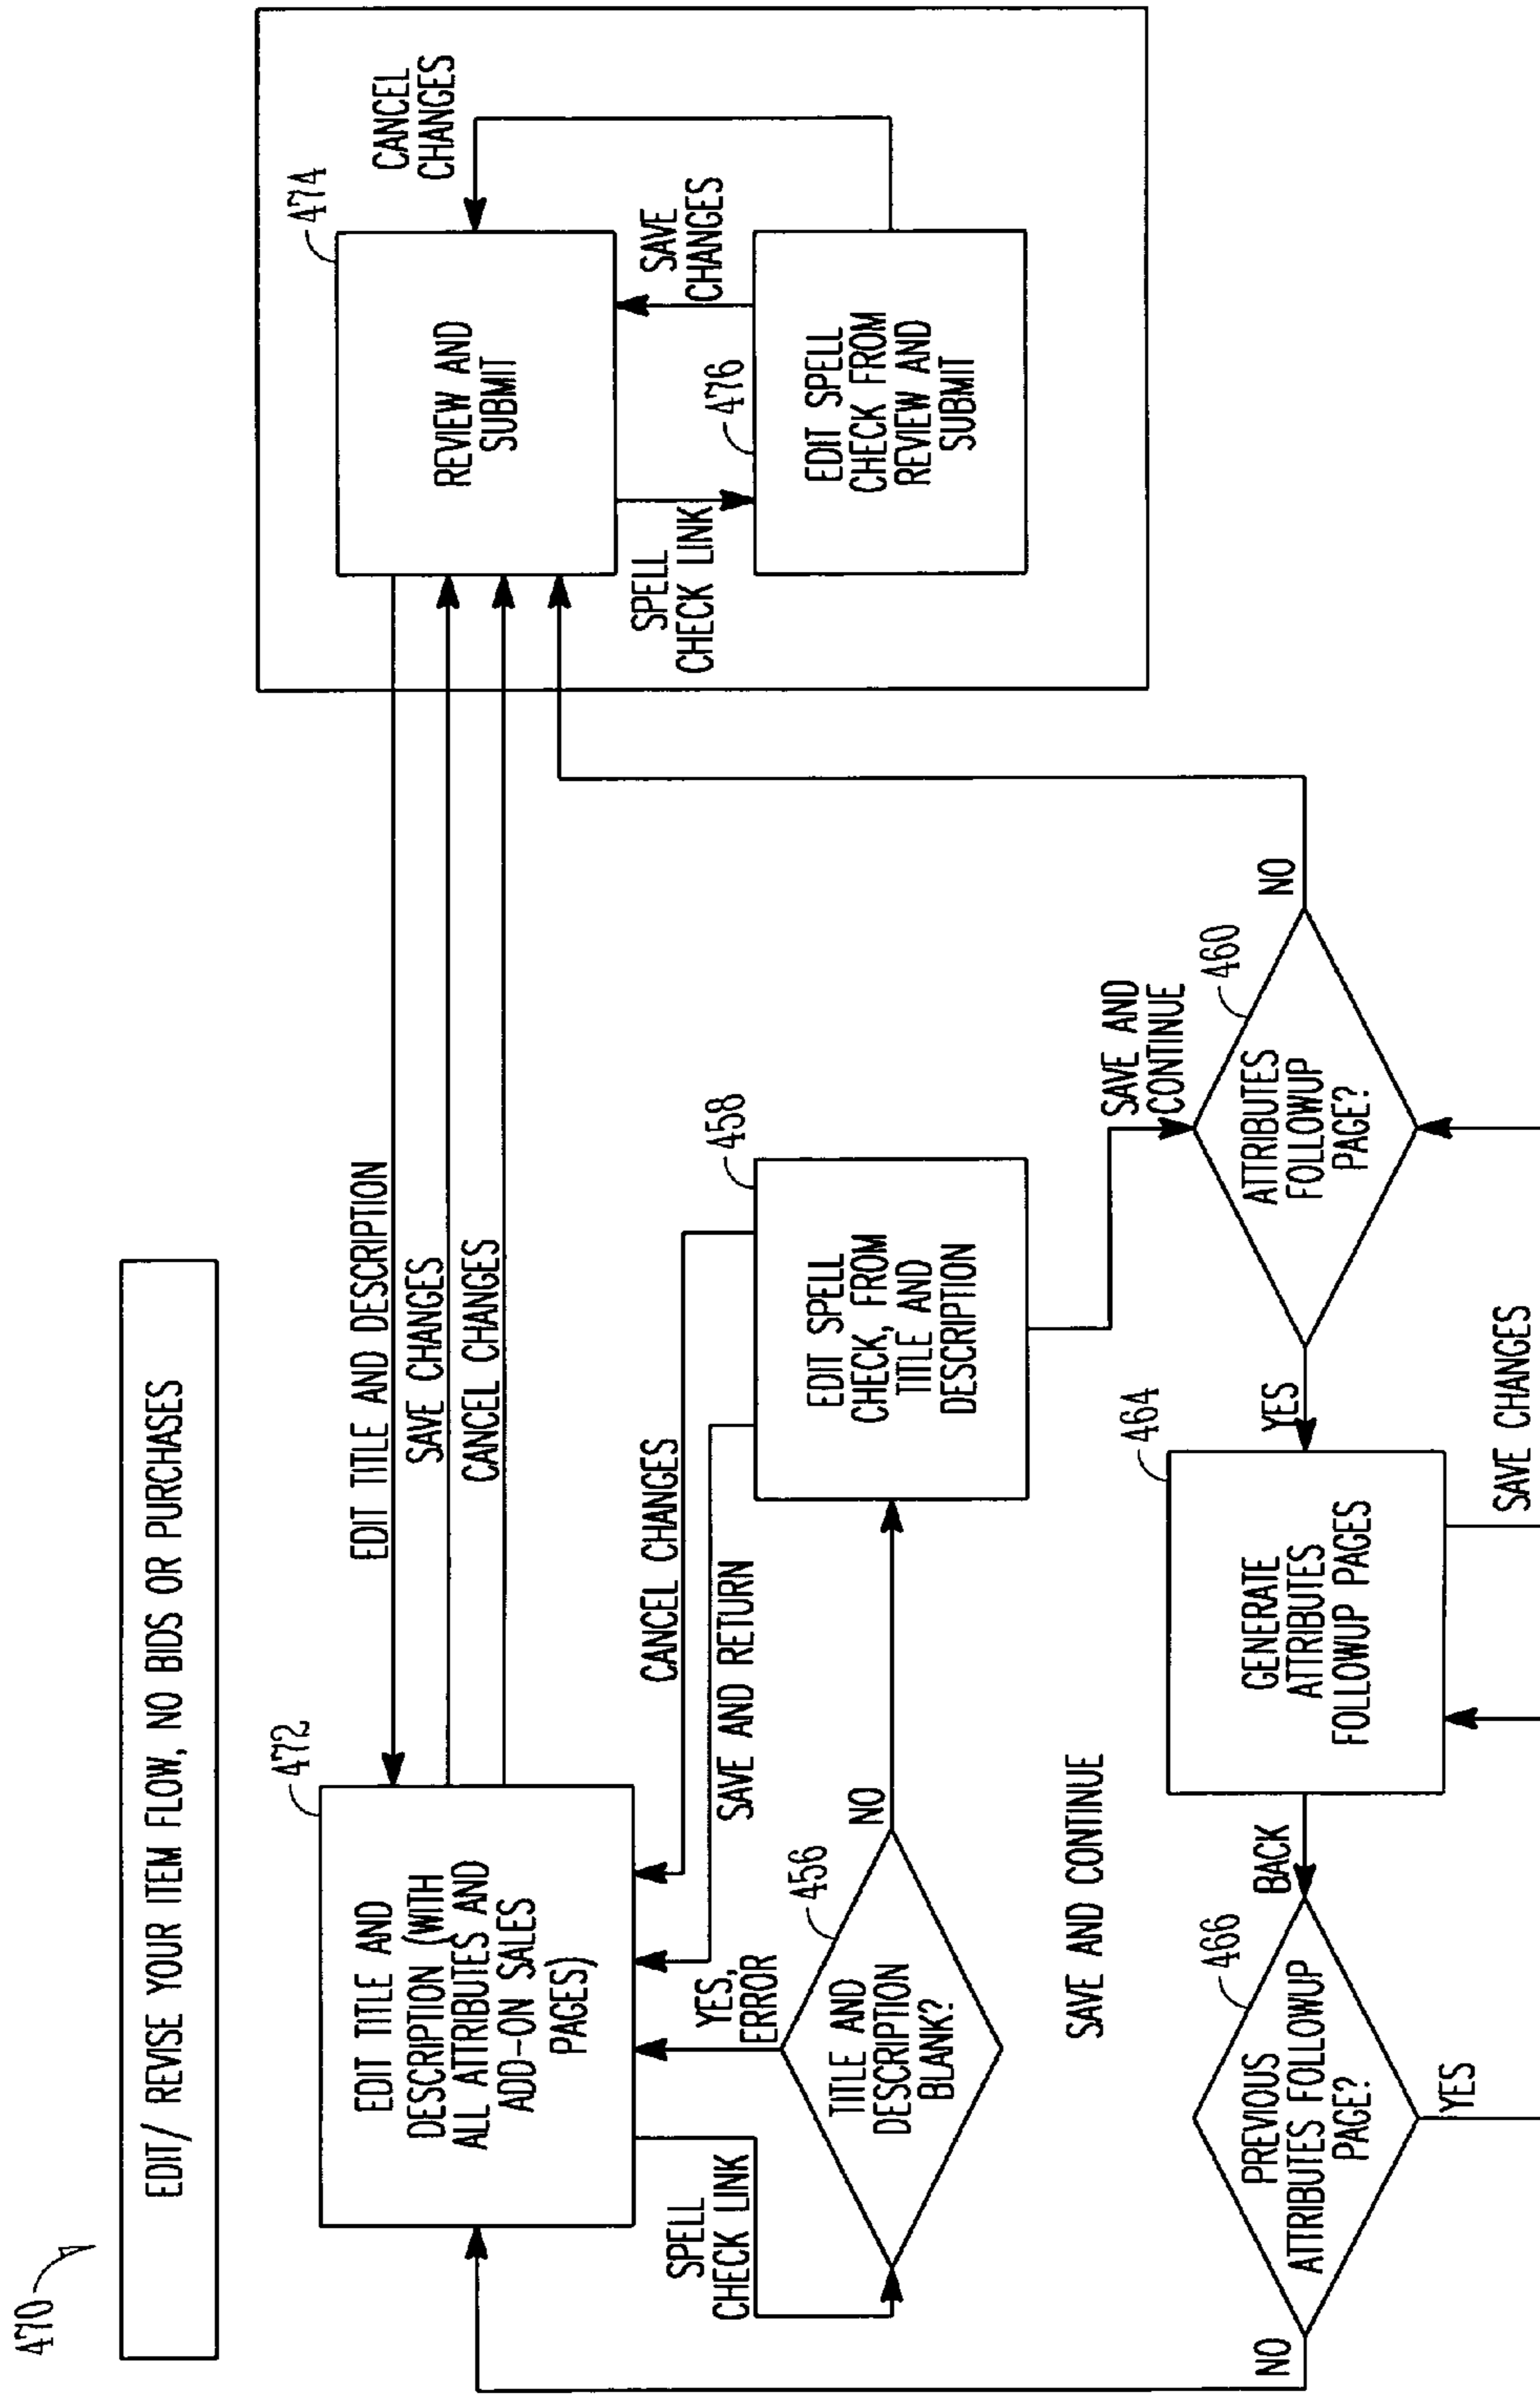 470
EDIT/ REVISE YOUR ITEM FLOW, NO BIDS OR PURCHASES
472
EDIT TITLE AND
DESCRIPTION (WITH
ALL ATTRIBUTES AND
ADD-ON SALES
PAGES)
EDIT TITLE AND DESCRIPTION
SAVE CHANGES
CANCEL CHANGES
474
REVIEW AND
SUBMIT
CANCEL
CHANGES
SAVE
CHANGES
SPELL
CHECK LINK
476
EDIT SPELL
CHECK FROM
REVIEW AND
SUBMIT
SPELL
CHECK LINK
YES,
ERROR
CANCEL CHANGES
SAVE AND RETURN
456
TITLE AND
DESCRIPTION
BLANK?
NO
458
EDIT SPELL
CHECK, FROM
TITLE AND
DESCRIPTION
SAVE AND CONTINUE
SAVE AND
CONTINUE
NO
466
PREVIOUS
ATTRIBUTES FOLLOWUP
PAGE?
YES
BACK
464
GENERATE
ATTRIBUTES
FOLLOWUP PAGES
SAVE CHANGES
YES
460
ATTRIBUTES
FOLLOWUP
PAGE?
NO